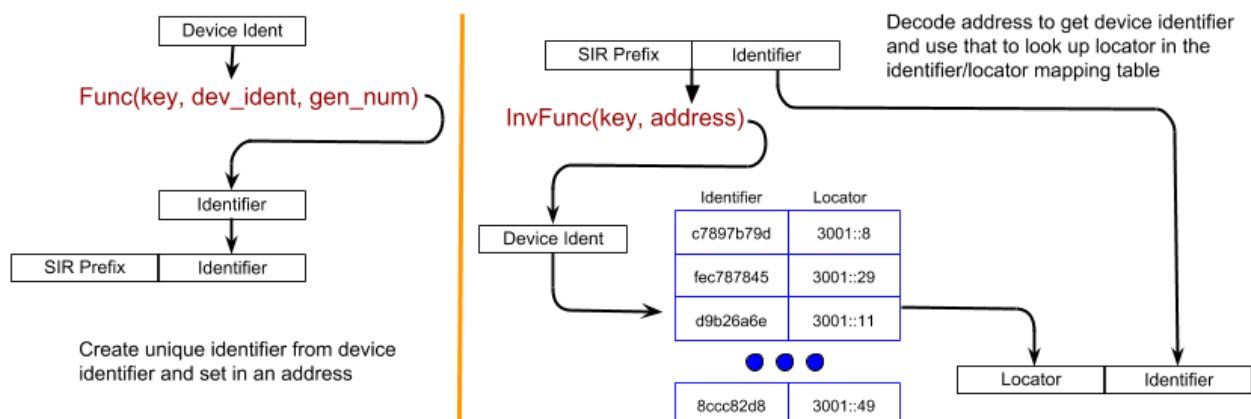 Device Ident
Func(key, dev_ident, gen_num)
Identifier
SIR Prefix Identifier
Create unique identifier from device
identifier and set in an address
Decode address to get device identifier
and use that to look up locator in the
identifier/locator mapping table
SIR Prefix Identifier
InvFunc(key, address)
Device Ident
Identifier Locator
c7897b79d 3001::8
fec787845 3001::29
d9b26a6e 3001::11
8ccc82d8 3001::49
Locator Identifier